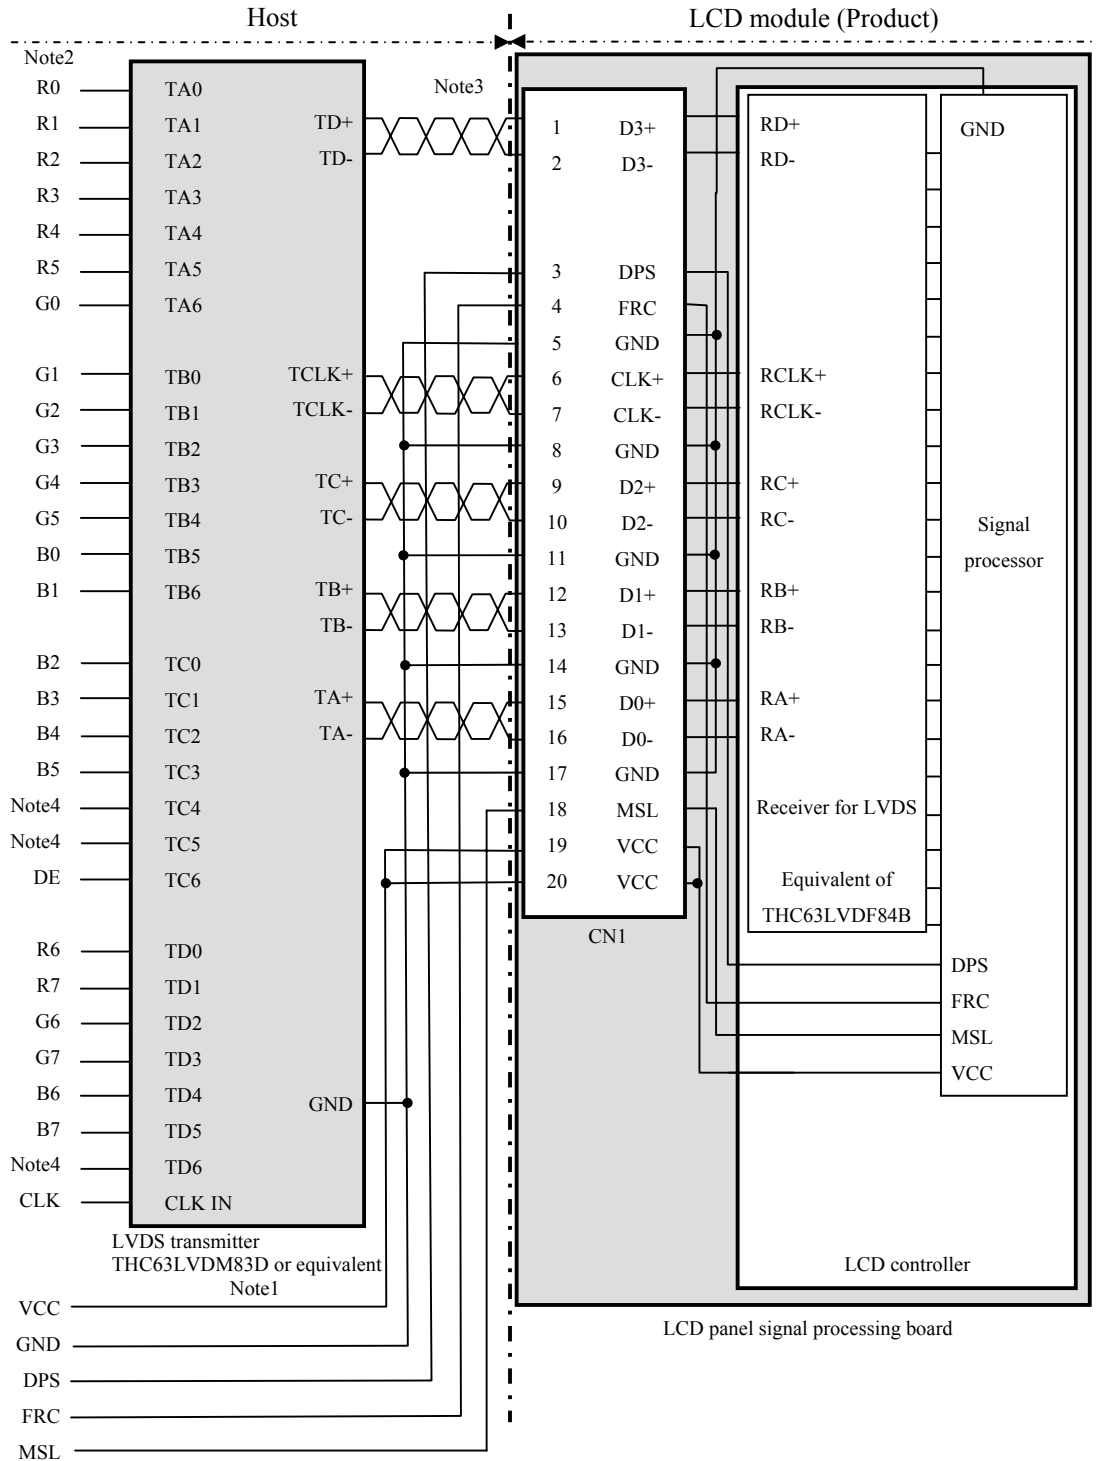 Host
LCD module (Product)
Note2
Note3
R0 TA0
R1 TA1 TD+ 1 D3+ RD+ GND
R2 TA2 TD- 2 D3- RD-
R3 TA3
R4 TA4
R5 TA5 3 DPS
G0 TA6 4 FRC
5 GND
G1 TB0 TCLK+ 6 CLK+ RCLK+
G2 TB1 TCLK- 7 CLK- RCLK-
G3 TB2 8 GND
G4 TB3 TC+ 9 D2+ RC+
G5 TB4 TC- 10 D2- RC- Signal
B0 TB5 11 GND processor
B1 TB6 TB+ 12 D1+ RB+
TB- 13 D1- RB-
B2 TC0 14 GND
B3 TC1 TA+ 15 D0+ RA+
B4 TC2 TA- 16 D0- RA-
B5 TC3 17 GND
Note4 TC4 18 MSL Receiver for LVDS
Note4 TC5 19 VCC
DE TC6 20 VCC Equivalent of
THC63LVDF84B
CN1
R6 TD0
DPS
R7 TD1
FRC
G6 TD2
MSL
G7 TD3
VCC
B6 TD4 GND
B7 TD5
Note4 TD6
CLK CLK IN
LVDS transmitter
THC63LVDM83D or equivalent
LCD controller
Note1
VCC
LCD panel signal processing board
GND
DPS
FRC
MSL